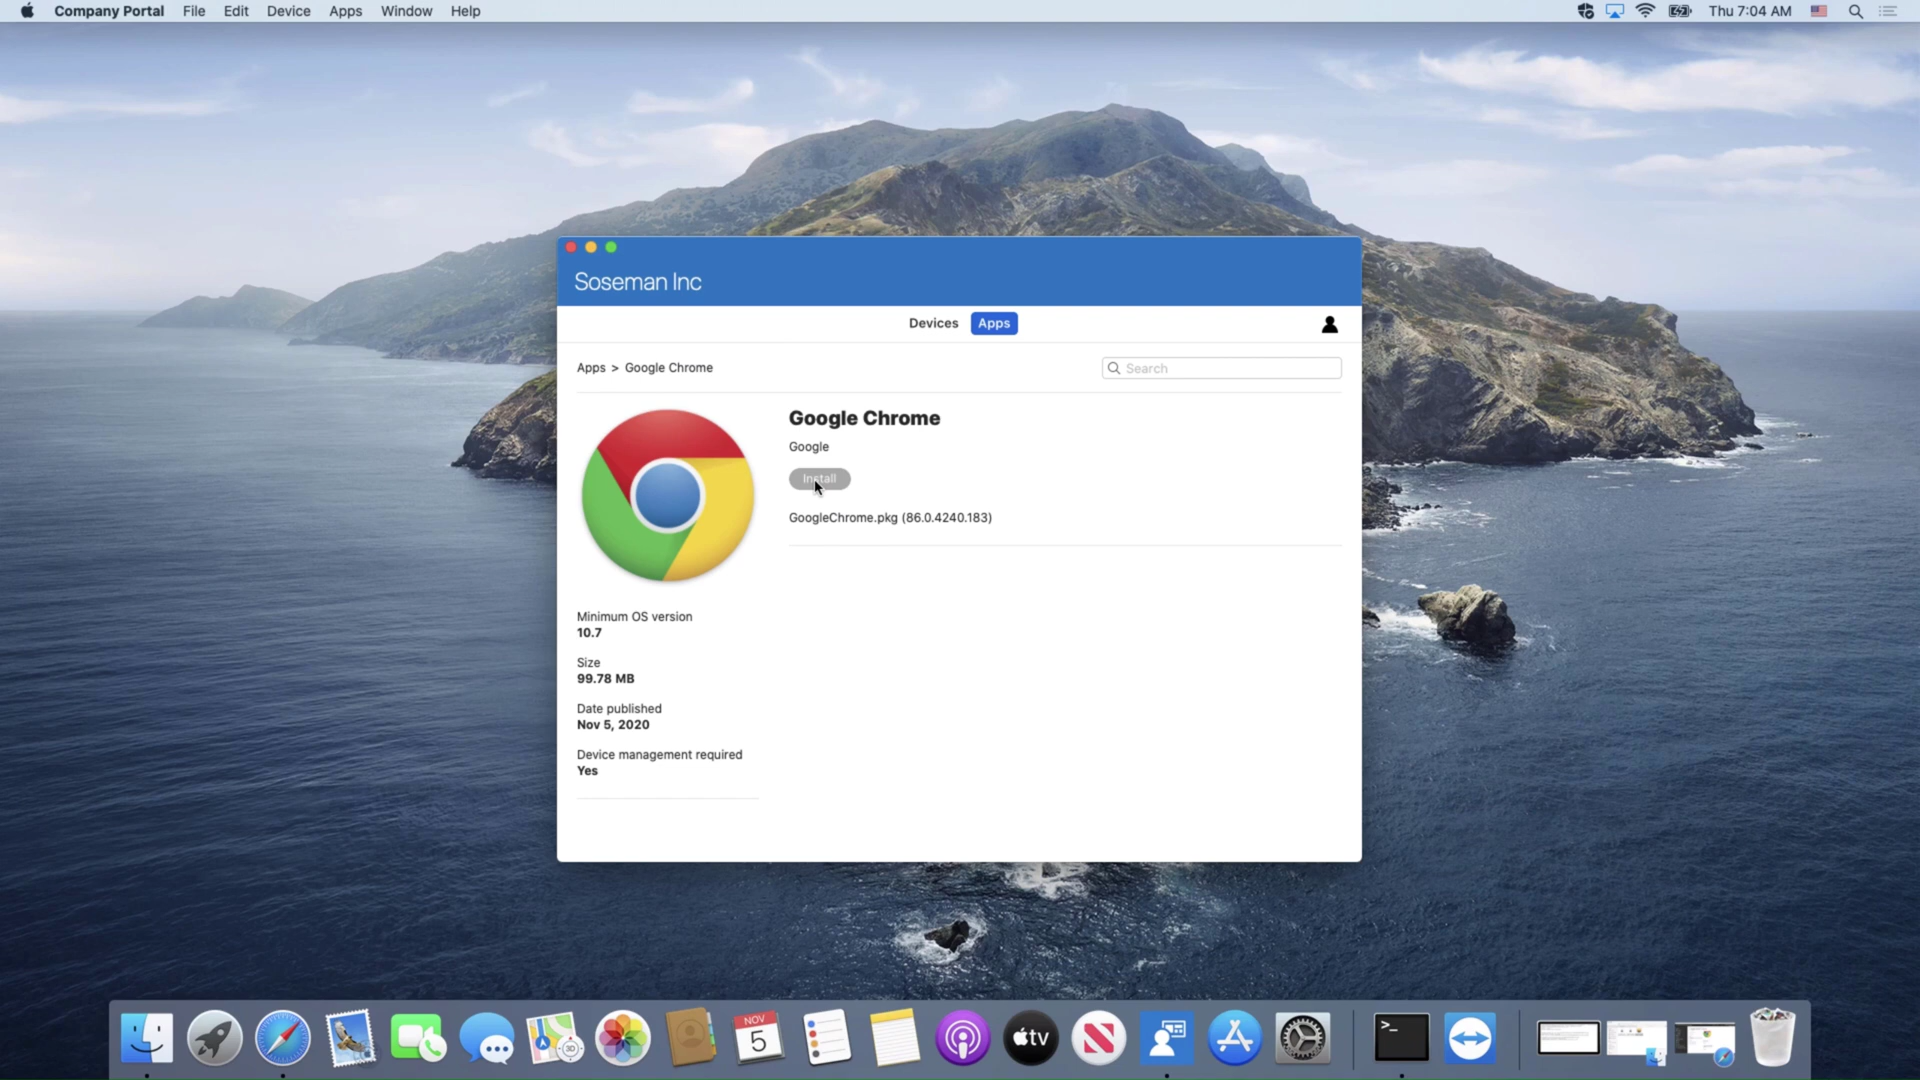 Company Portal File Edit Device Apps Window Help Thu 7:04 AM
Soseman Inc
Devices Apps
Apps > Google Chrome Search
Google Chrome
Google
Install
GoogleChrome.pkg (86.0.4240.183)
Minimum OS version
10.7
Size
99.78 MB
Date published
Nov 5, 2020
Device management required
Yes
NOV
5
tv
30
>_